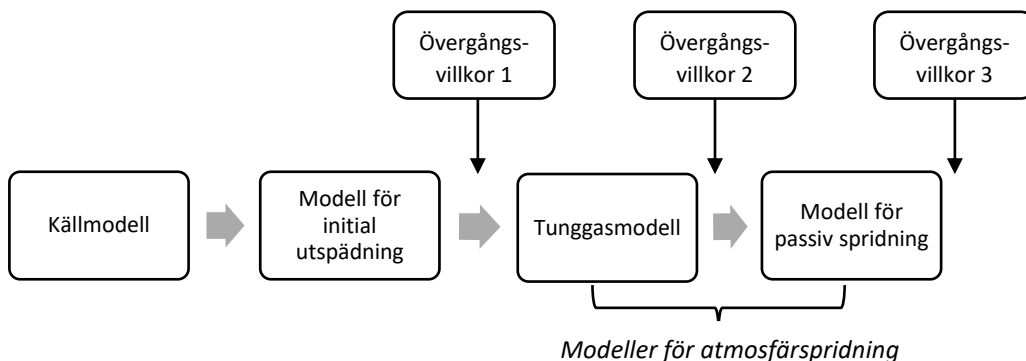 Övergångs-
villkor 1
Övergångs-
villkor 2
Övergångs-
villkor 3
Källmodell
Modell för
initial
utspädning
Tunggasmodell
Modell för
passiv spridning
Modeller för atmosfärspridning